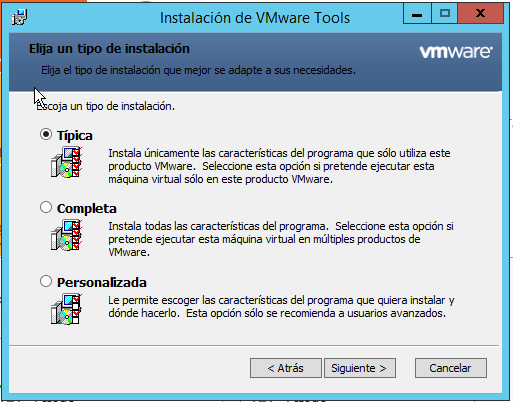 Instalación de VMware Tools
Elija un tipo de instalación
vmware
Elija el tipo de instalación que mejor se adapte a sus necesidades.
Escoja un tipo de instalación.
Típica
Instala únicamente las características del programa que sólo utiliza este
producto VMware. Seleccione esta opción si pretende ejecutar esta
máquina virtual sólo en este producto VMware.
Completa
Instala todas las características del programa. Seleccione esta opción si
pretende ejecutar esta máquina virtual en múltiples productos de
VMware.
Personalizada
Le permite escoger las características del programa que quiera instalar y
dónde hacerlo. Esta opción sólo se recomienda a usuarios avanzados.
< Atrás
Siguiente >
Cancelar